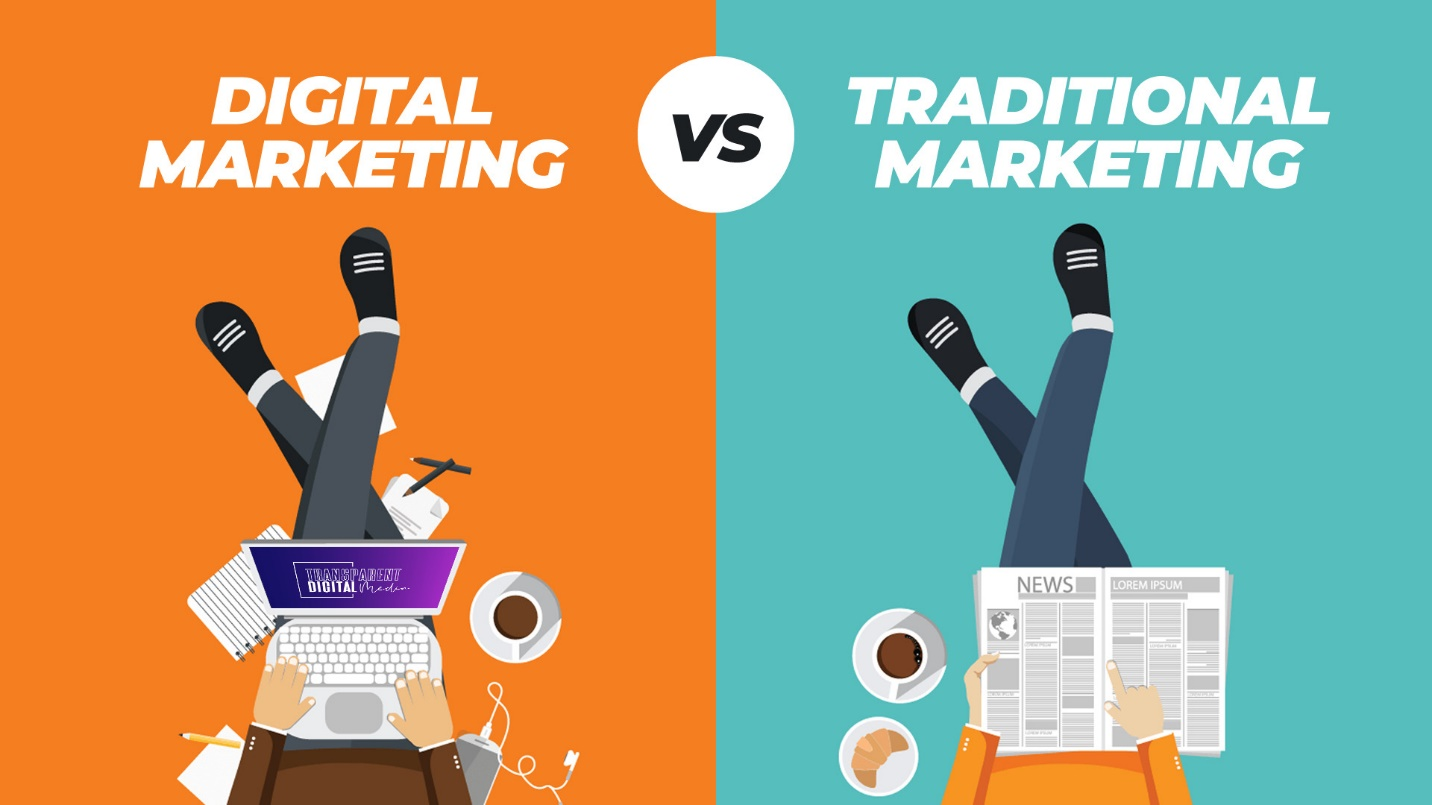 DIGITAL
MARKETING
VS
TRADITIONAL
MARKETING
TRANSPARENT
DIGITAL Media
NEWS
LOREM IPSUM